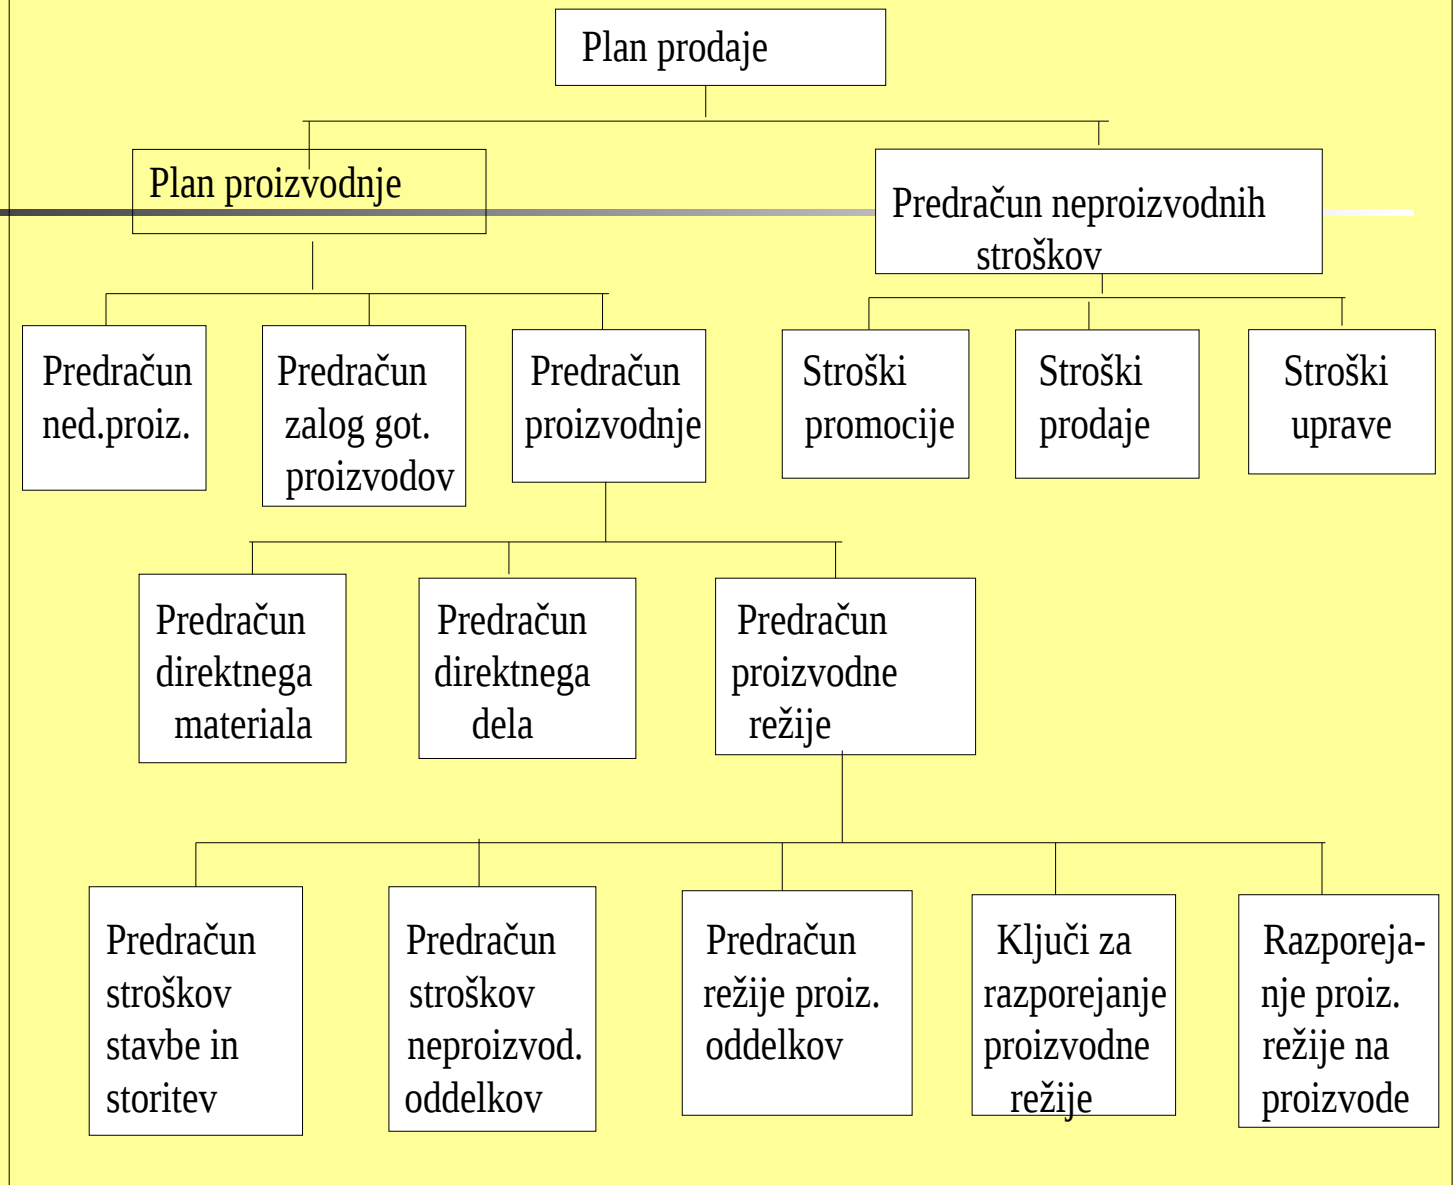 Plan prodaje
Plan proizvodnje
Predračun neproizvodnih
stroškov
Predračun
ned.proiz.
Predračun
zalog got.
proizvodov
Predračun
proizvodnje
Stroški
promocije
Stroški
prodaje
Stroški
uprave
Predračun
direktnega
materiala
Predračun
direktnega
dela
Predračun
proizvodne
režije
Predračun
stroškov
stavbe in
storitev
Predračun
stroškov
neproizvod.
oddelkov
Predračun
režije proiz.
oddelkov
Ključi za
razporejanje
proizvodne
režije
Razporeja-
nje proiz.
režije na
proizvode